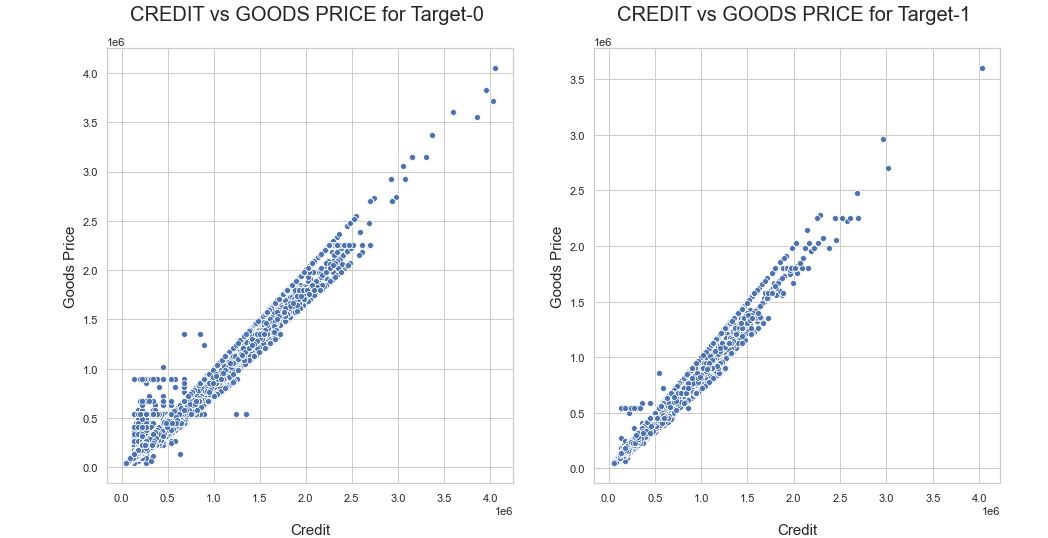 CREDIT vs GOODS PRICE for Target-0
1e6
4.0
3.5
3.0
2.5
2.0
1.5
1.0
0.5
0.0
Goods Price
0.0 0.5 1.0 1.5 2.0 2.5 3.0 3.5 4.0
1e6
Credit
CREDIT vs GOODS PRICE for Target-1
1e6
3.5
3.0
2.5
2.0
1.5
1.0
0.5
0.0
Goods Price
0.0 0.5 1.0 1.5 2.0 2.5 3.0 3.5 4.0
1e6
Credit